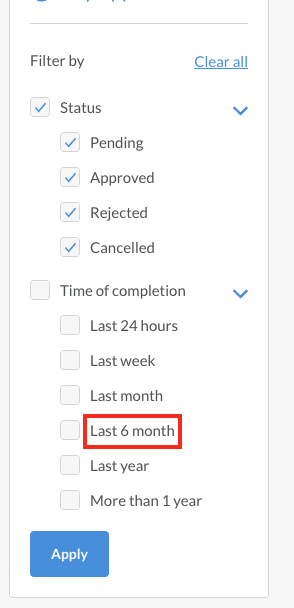 Filter by
Clear all
Status
Pending
Approved
Rejected
Cancelled
Time of completion
Last 24 hours
Last week
Last month
Last 6 month
Last year
More than 1 year
Apply